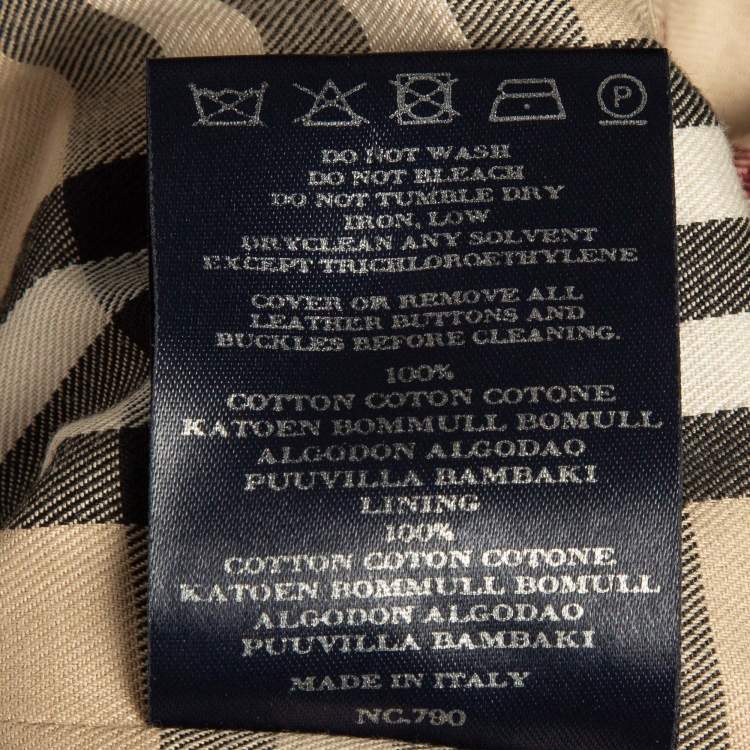 P
DO NOT WASH
DO NOT BLEACH
DO NOT TUMBLE DRY
IRON, LOW
DRYCLEAN ANY SOLVENT
EXCEPT TRICHLOROETHYLENE
COVER OR REMOVE ALL
LEATHER BUTTONS AND
BUCKLES BEFORE CLEANING.
100%
COTTON COTON COTONE
KATOEN BOMMULL BOMULL
ALGODON ALGODAO
PUUVILLA BAMBAKI
LINING
100%
COTTON COTON COTONE
KATOEN BOMMULL BOMULL
ALGODON ALGODAO
PUUVILLA BAMBAKI
MADE IN ITALY
NC.790